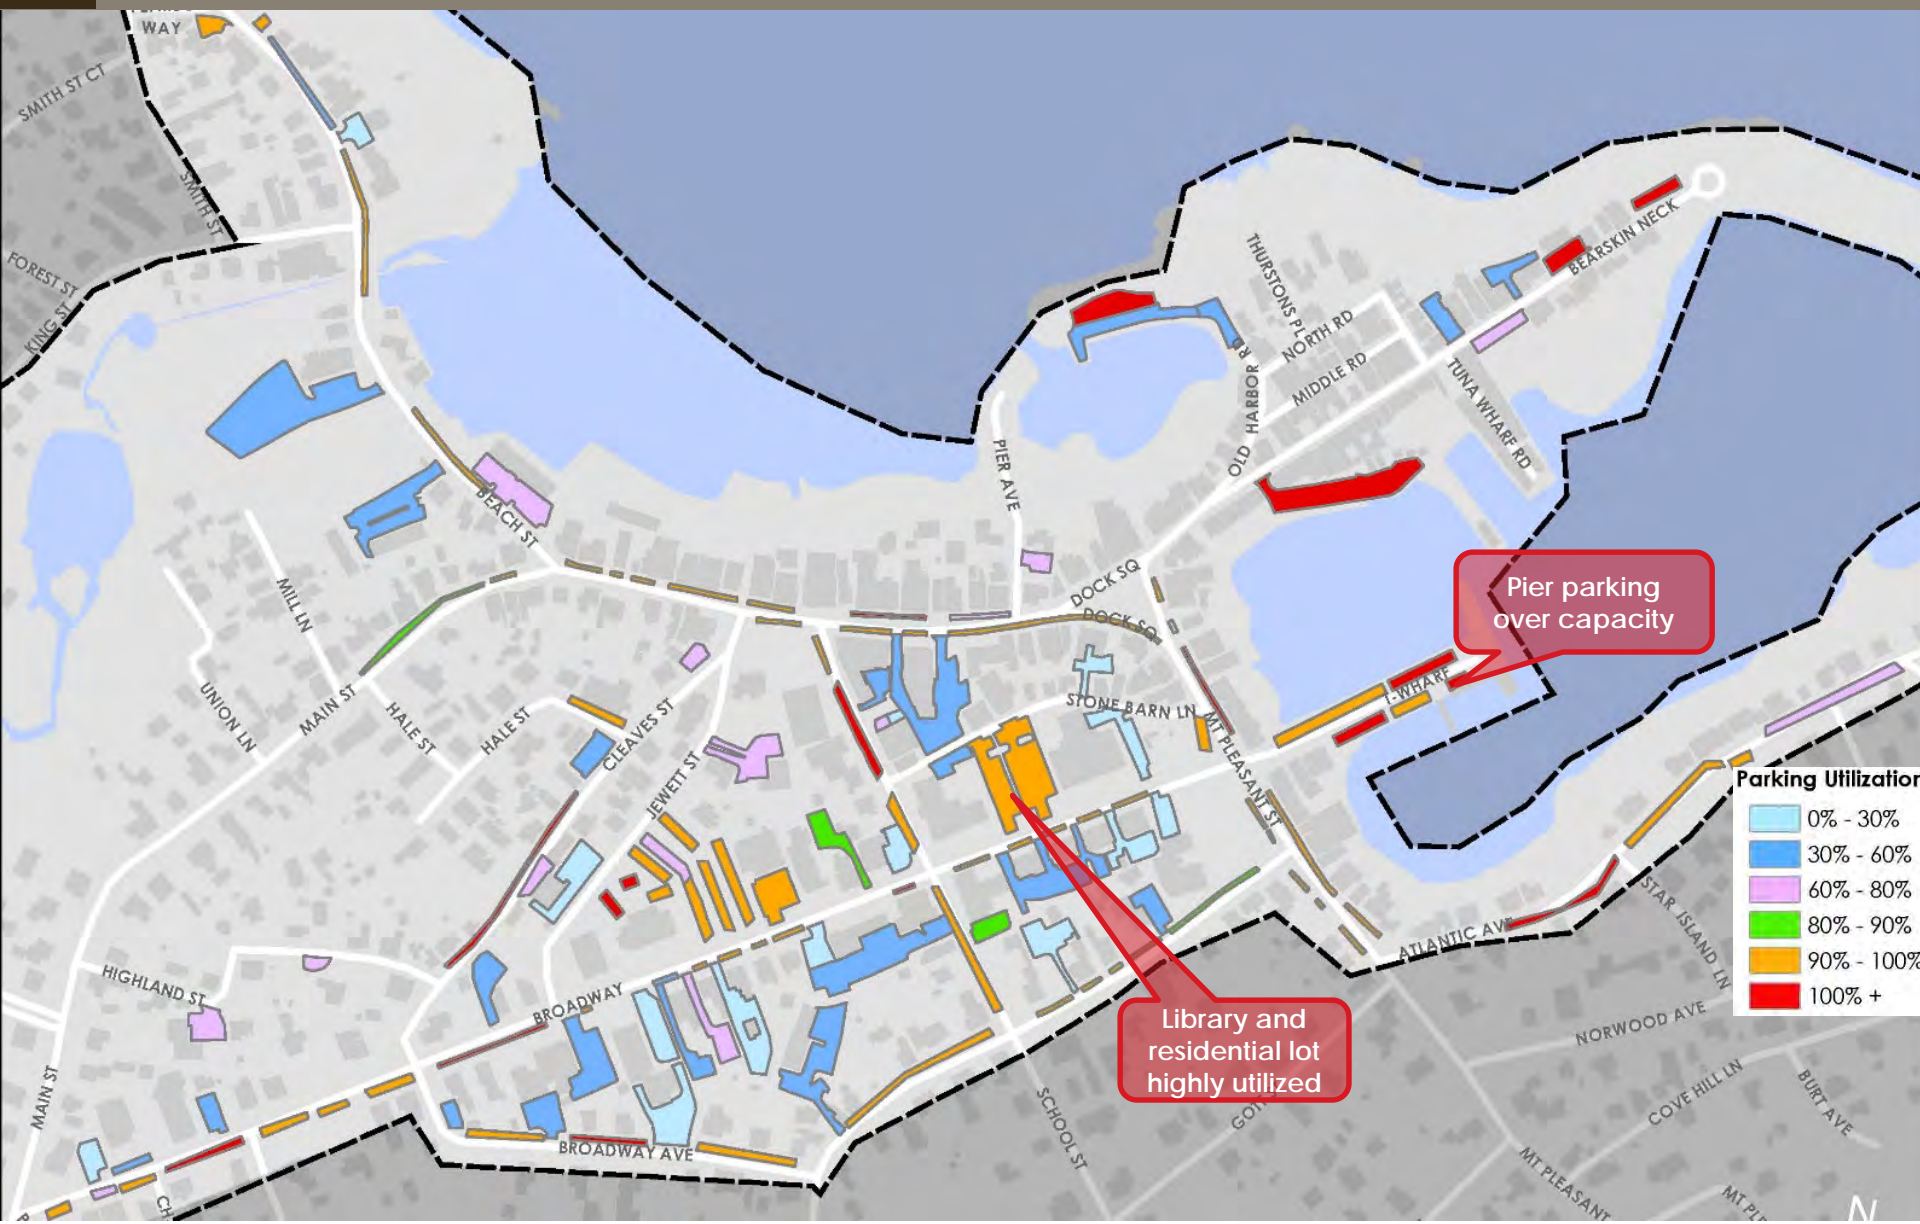 WAY
SMITH ST CT
SMITH ST
FOREST ST
KING ST
THURSTONS PL
BEARSKIN NECK
NORTH RD
MIDDLE RD
OLD HARBOR RD
TUNA WHARF RD
PIER AVE
BEACH ST
DOCK SQ
DOCK SQ
MILL LN
UNION LN
MAIN ST
HALE ST
HALE ST
CLEAVES ST
JEWETT ST
STONE BARN LN
MT PLEASANT ST
T-WHARF
Pier parking
over capacity
Parking Utilization
0% - 30%
30% - 60%
60% - 80%
80% - 90%
90% - 100%
100% +
STAR ISLAND LN
ATLANTIC AVE
HIGHLAND ST
BROADWAY
MAIN ST
BROADWAY AVE
Library and
residential lot
highly utilized
SCHOOL ST
NORWOOD AVE
COVE HILL LN
BURT AVE
MT PLEASANT
CH
N